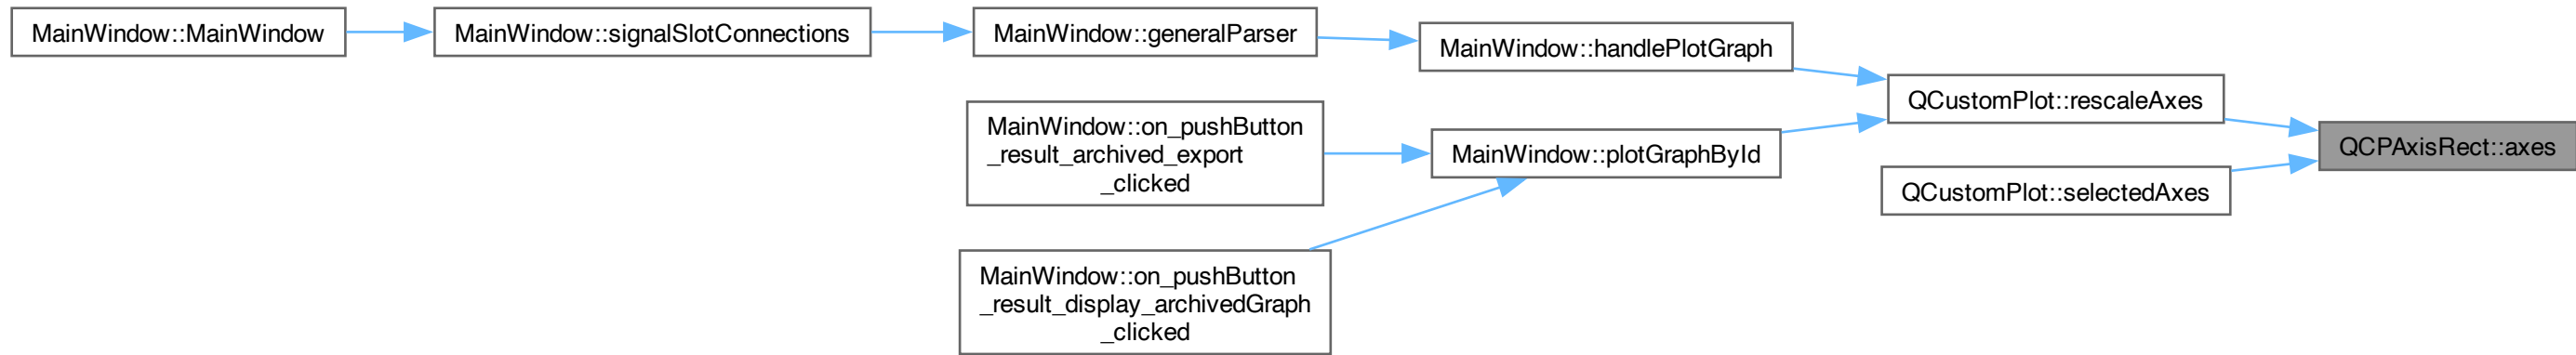 MainWindow::MainWindow
MainWindow::signalSlotConnections
MainWindow::generalParser
MainWindow::handlePlotGraph
QCustomPlot::rescaleAxes
MainWindow::on_pushButton
_result_archived_export
_clicked
MainWindow::plotGraphById
QCPAxisRect::axes
QCustomPlot::selectedAxes
MainWindow::on_pushButton
_result_display_archivedGraph
_clicked